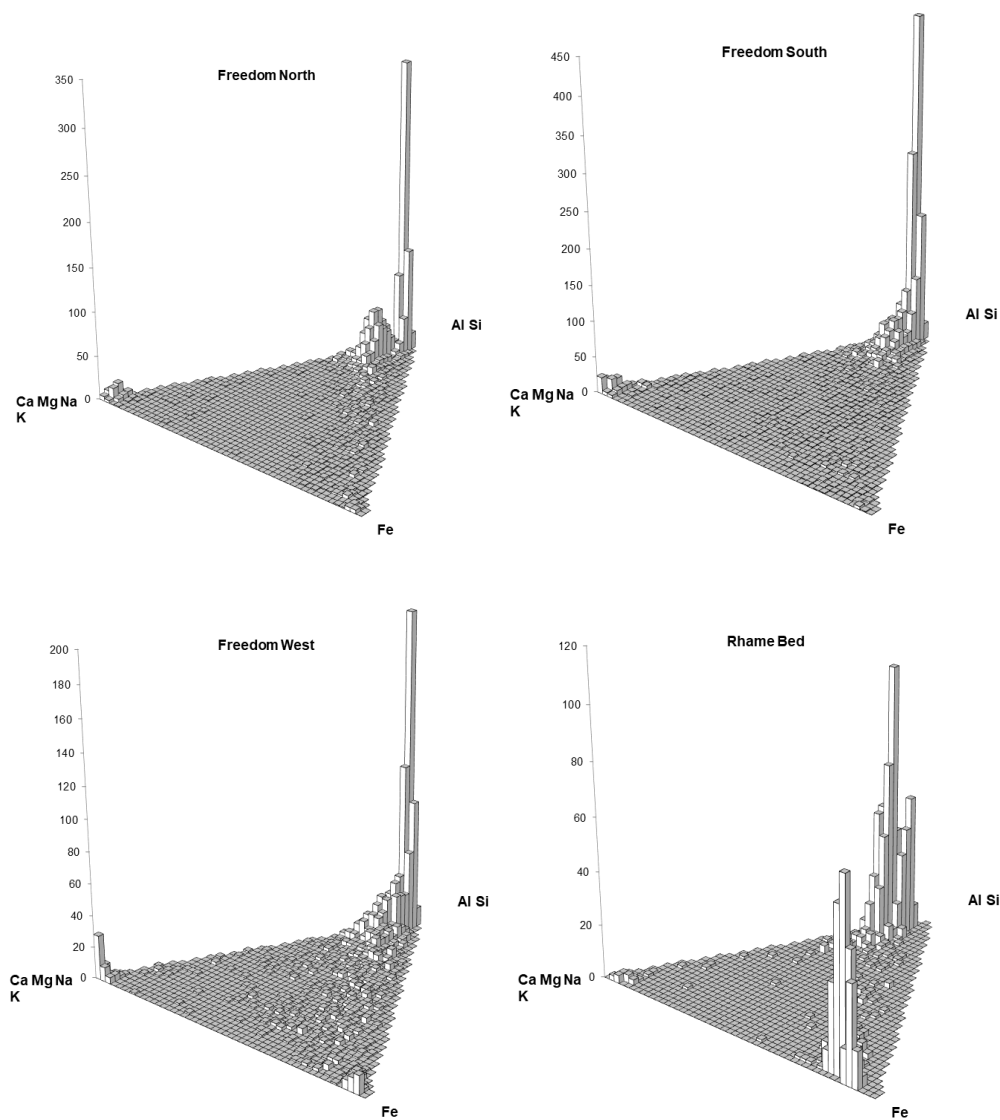 Freedom North
350
300
250
200
150
100
50
0
Al Si
Ca Mg Na
K
Fe
Freedom South
450
400
350
300
250
200
150
100
50
0
Al Si
Ca Mg Na
K
Fe
Freedom West
200
180
160
140
120
100
80
60
40
20
0
Al Si
Ca Mg Na
K
Fe
Rhame Bed
120
100
80
60
40
20
0
Al Si
Ca Mg Na
K
Fe